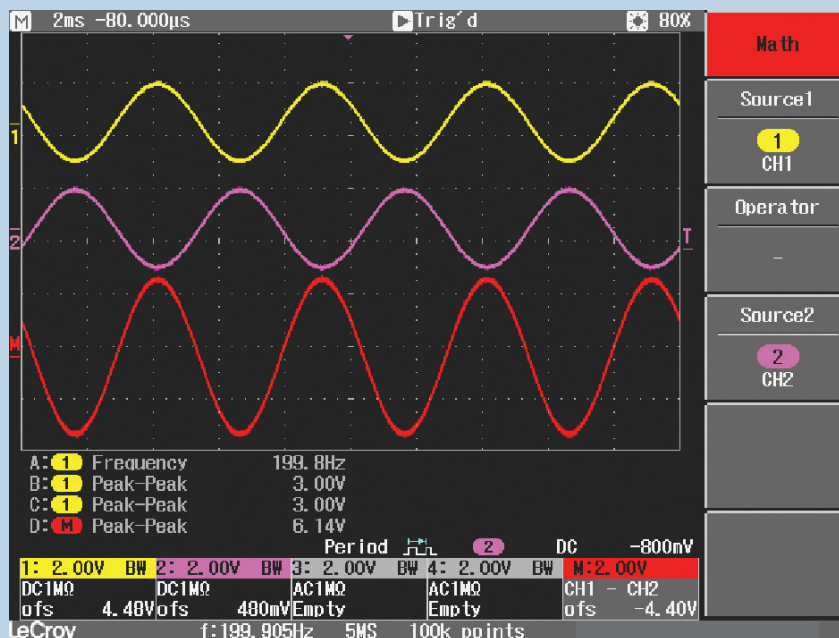 M 2ms -80.000µs Trig'd 80%
Math
Source1
1
CH1
Operator
-
Source2
2
CH2
1
2
T
M
A: 1 Frequency 199.8Hz
B: 1 Peak-Peak 3.00V
C: 1 Peak-Peak 3.00V
D: M Peak-Peak 6.14V
Period 2 DC -800mV
1: 2.00V BW 2: 2.00V BW 3: 2.00V BW 4: 2.00V BW M:2.00V
DC1MΩ DC1MΩ AC1MΩ AC1MΩ CH1 - CH2
ofs 4.48V ofs 480mV Empty Empty ofs -4.40V
LeCroy f:199.905Hz 5MS 100k points